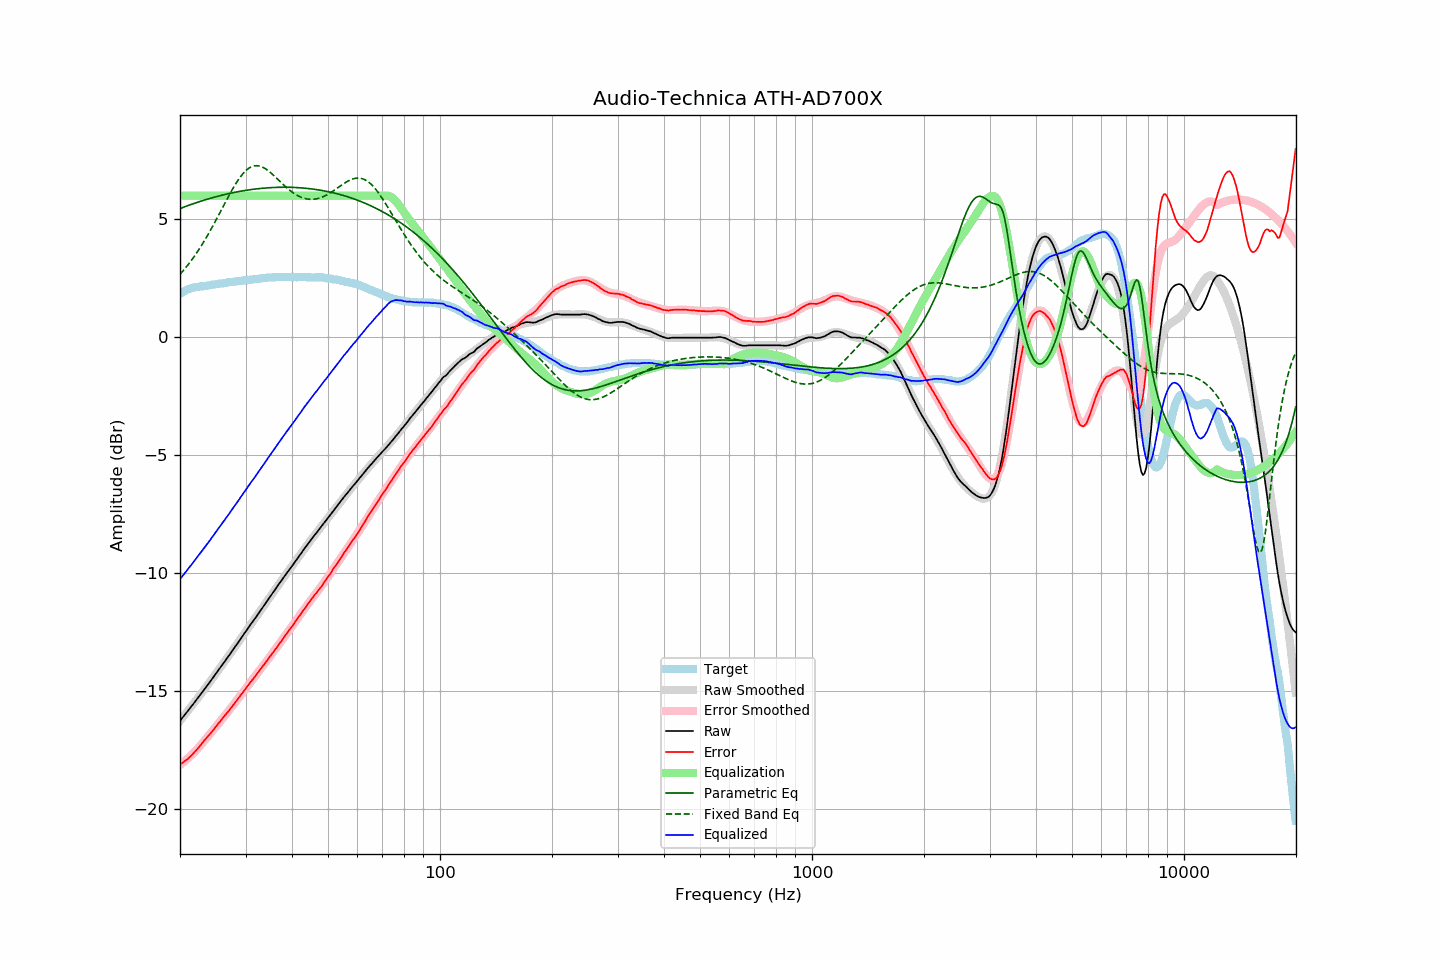 Audio-Technica ATH-AD700X
Amplitude (dBr)
5
0
−5
−10
−15
−20
100
1000
10000
Frequency (Hz)
Target
Raw Smoothed
Error Smoothed
Raw
Error
Equalization
Parametric Eq
Fixed Band Eq
Equalized